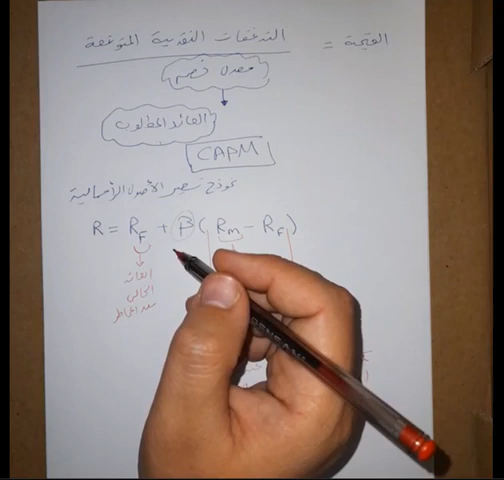 القيمة = التدفقات النقدية المتوقعة
معدل خصم
العائد المطلوب
CAPM
نموذج تسعير الأصول الرأسمالية
R = RF + β ( Rm - RF )
العائد
الخالي
من المخاطر